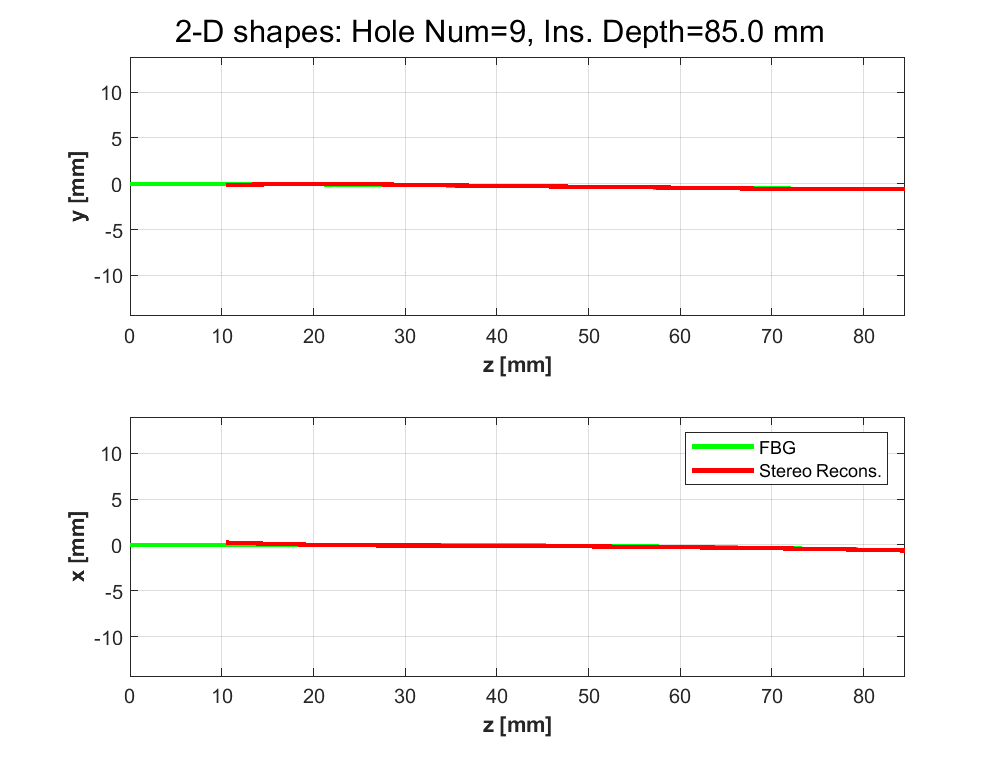 2-D shapes: Hole Num=9, Ins. Depth=85.0 mm
10
5
0
-5
-10
y [mm]
0 10 20 30 40 50 60 70 80
z [mm]
FBG
Stereo Recons.
10
5
0
-5
-10
x [mm]
0 10 20 30 40 50 60 70 80
z [mm]